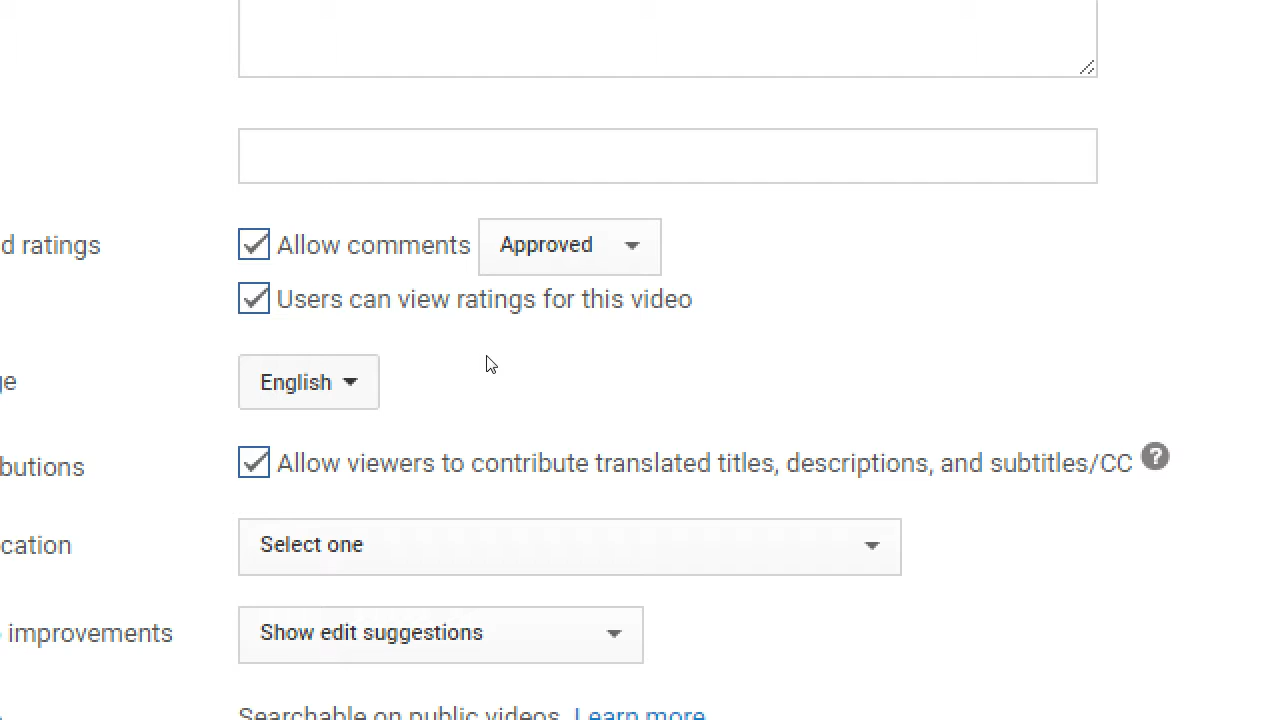 d ratings
Allow comments
Approved
Users can view ratings for this video
English
butions
Allow viewers to contribute translated titles, descriptions, and subtitles/CC ?
cation
Select one
improvements
Show edit suggestions
Searchable on public videos. Learn more